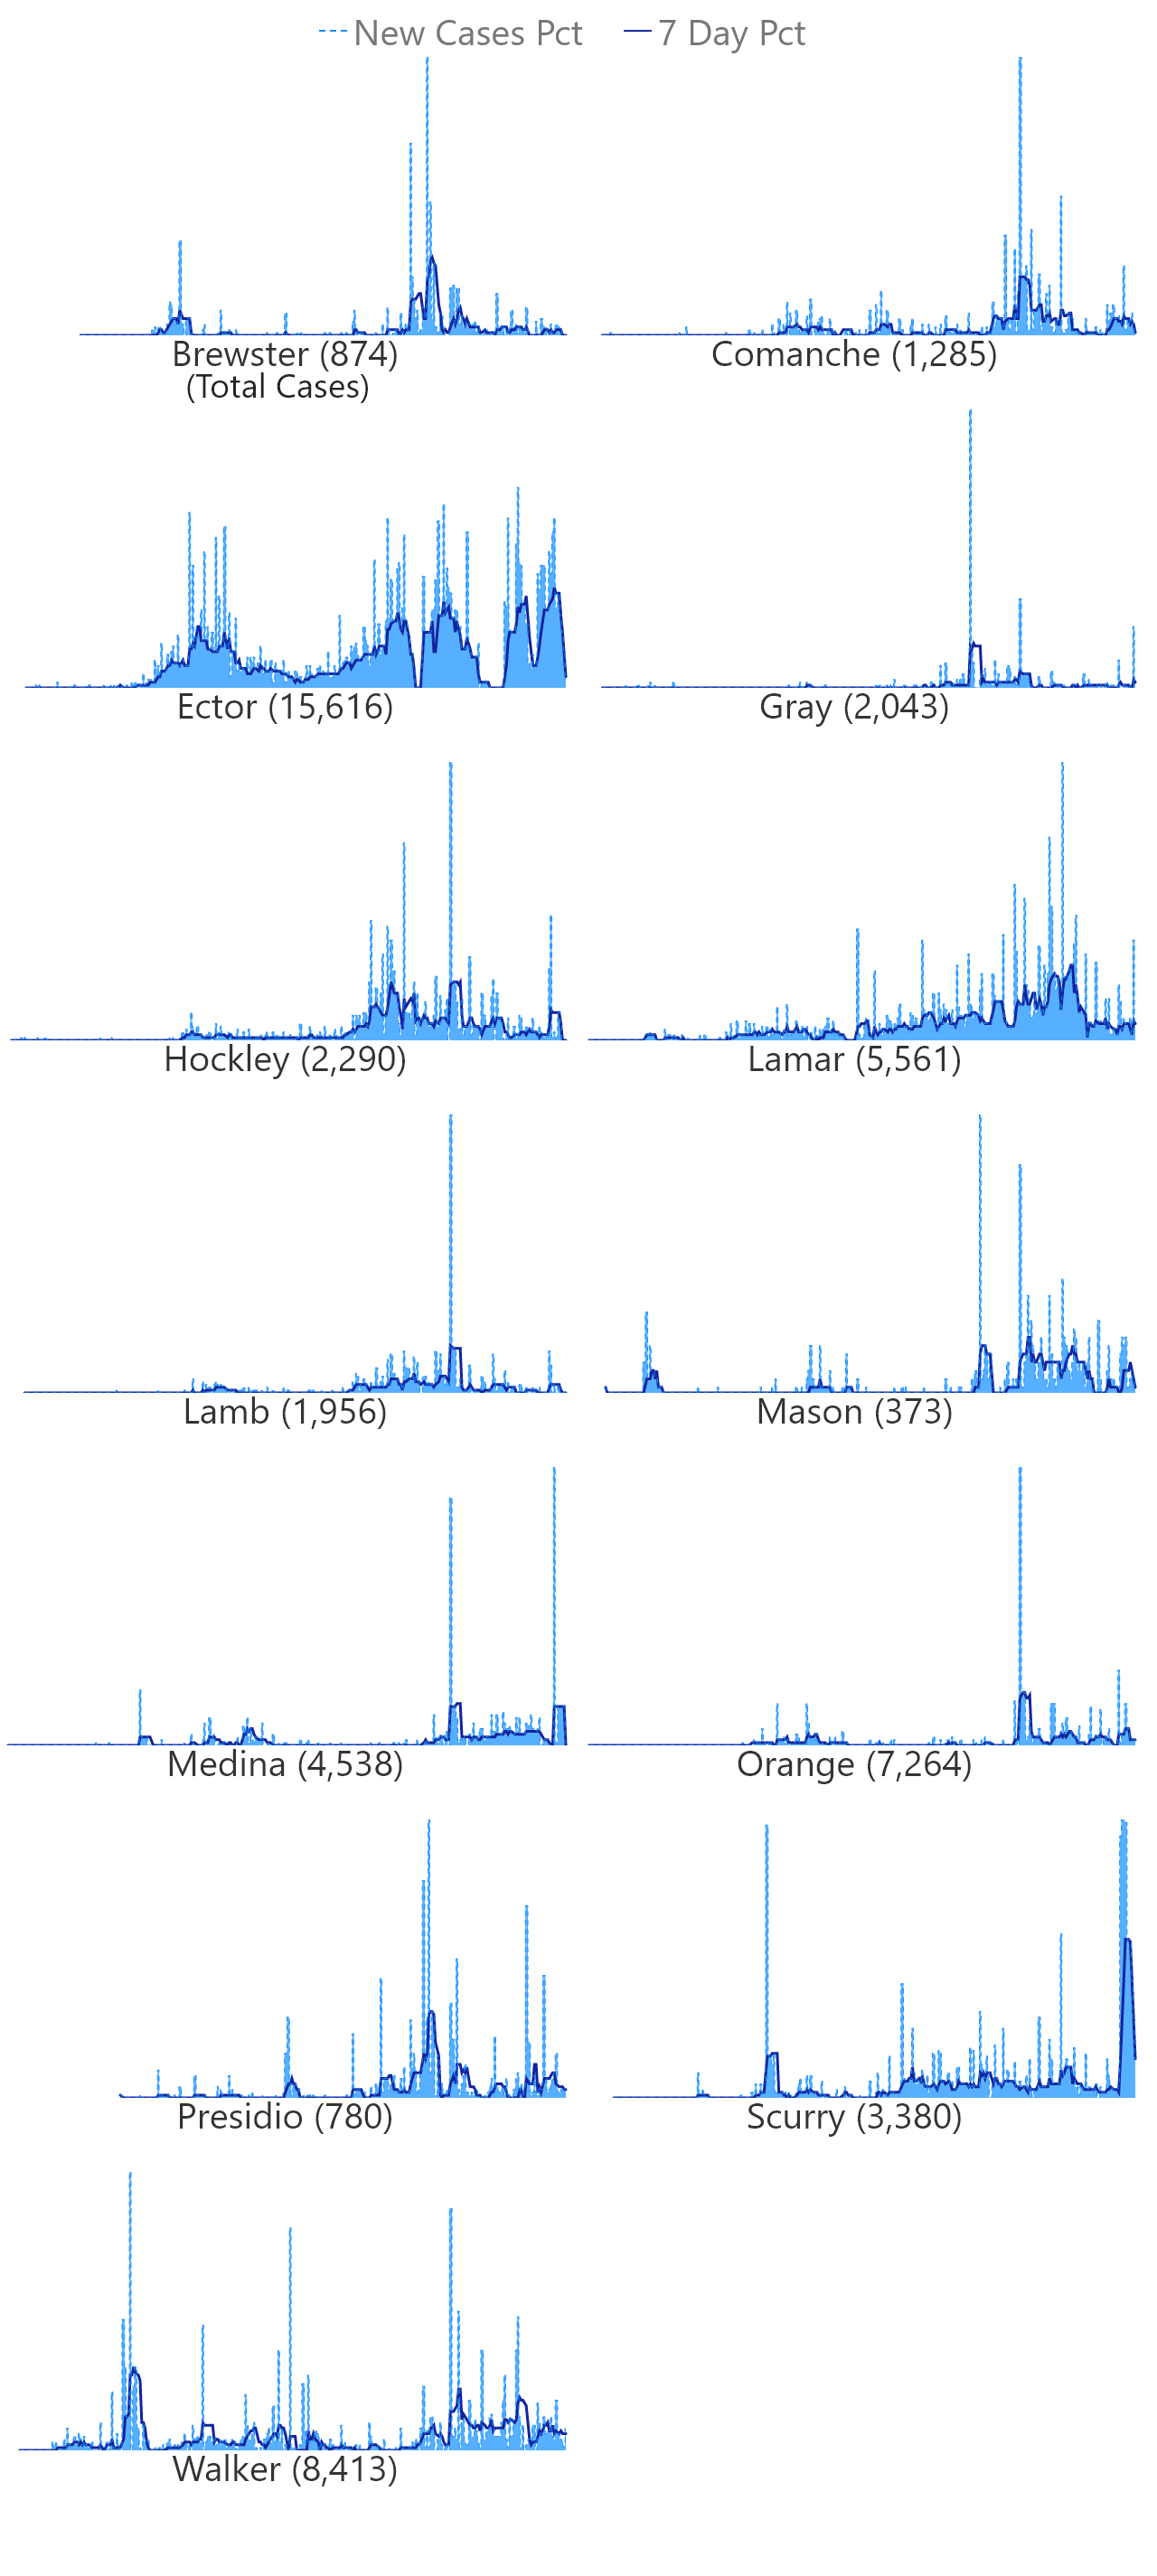 New Cases Pct 7 Day Pct
Brewster (874) Comanche (1,285)
(Total Cases)
Ector (15,616) Gray (2,043)
Hockley (2,290) Lamar (5,561)
Lamb (1,956) Mason (373)
Medina (4,538) Orange (7,264)
Presidio (780) Scurry (3,380)
Walker (8,413)